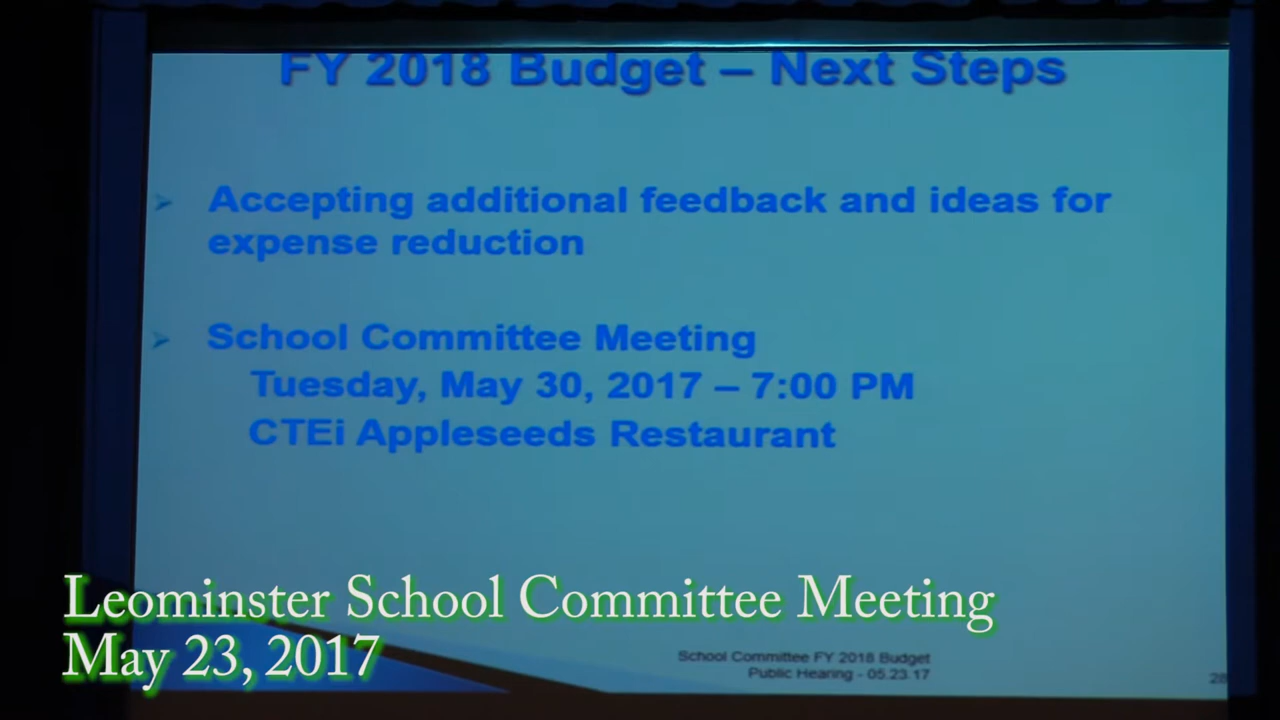 FY 2018 Budget – Next Steps
Accepting additional feedback and ideas for
expense reduction
School Committee Meeting
Tuesday, May 30, 2017 – 7:00 PM
CTEi Appleseeds Restaurant
Leominster School Committee Meeting
May 23, 2017
School Committee FY 2018 Budget
Public Hearing - 05.23.17
28